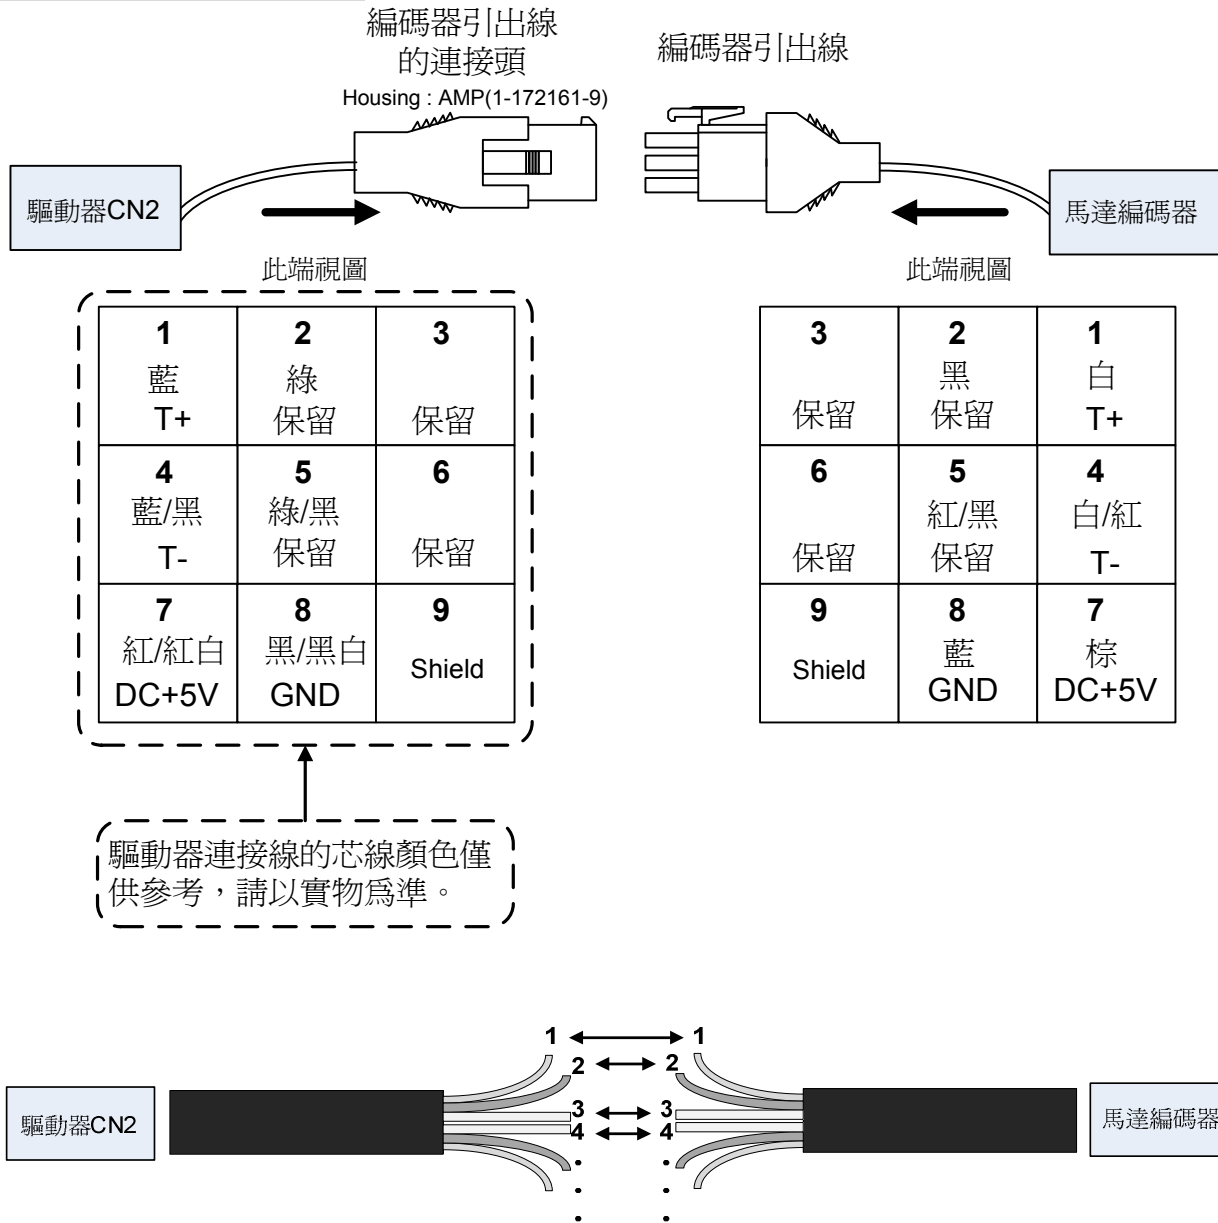 編碼器引出線
的連接頭
Housing : AMP(1-172161-9)
編碼器引出線
驅動器CN2
馬達編碼器
此端視圖
此端視圖
1 2 3
藍 綠
T+ 保留 保留
4 5 6
藍/黑 綠/黑
T- 保留 保留
7 8 9
紅/紅白 黑/黑白 Shield
DC+5V GND
3 2 1
黑 白
保留 保留 T+
6 5 4
紅/黑 白/紅
保留 保留 T-
9 8 7
Shield 藍 棕
GND DC+5V
驅動器連接線的芯線顏色僅
供參考，請以實物爲準。
1 1
2 2
3 3
4 4
驅動器CN2
馬達編碼器